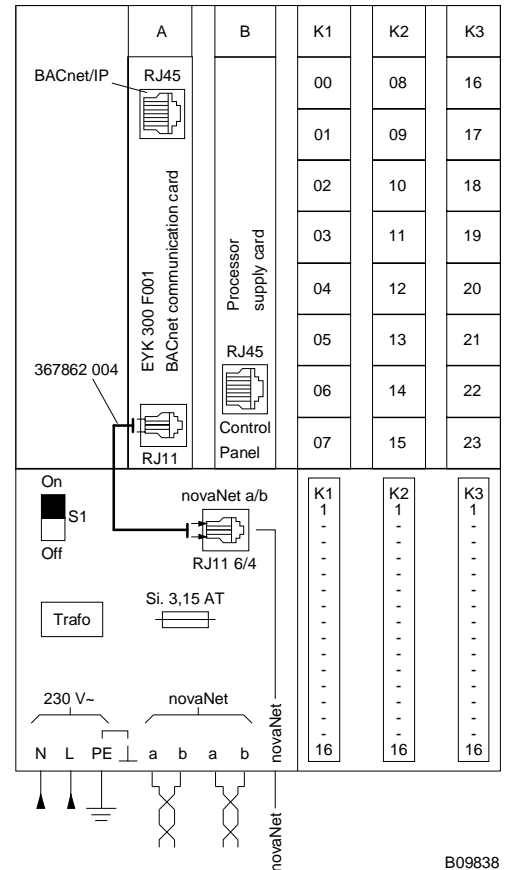 A B K1 K2 K3
BACnet/IP RJ45
00 08 16
01 09 17
02 10 18
03 11 19
04 12 20
05 13 21
06 14 22
07 15 23
EYK 300 F001
BACnet communication card
Processor
supply card
RJ45
Control
Panel
367862 004
RJ11
On
S1
Off
novaNet a/b
RJ11 6/4
Si. 3,15 AT
Trafo
K1 K2 K3
1 1 1
- - -
- - -
- - -
- - -
- - -
- - -
- - -
- - -
- - -
- - -
- - -
- - -
- - -
- - -
16 16 16
230 V~ novaNet
N L PE a b a b
novaNet
novaNet
B09838